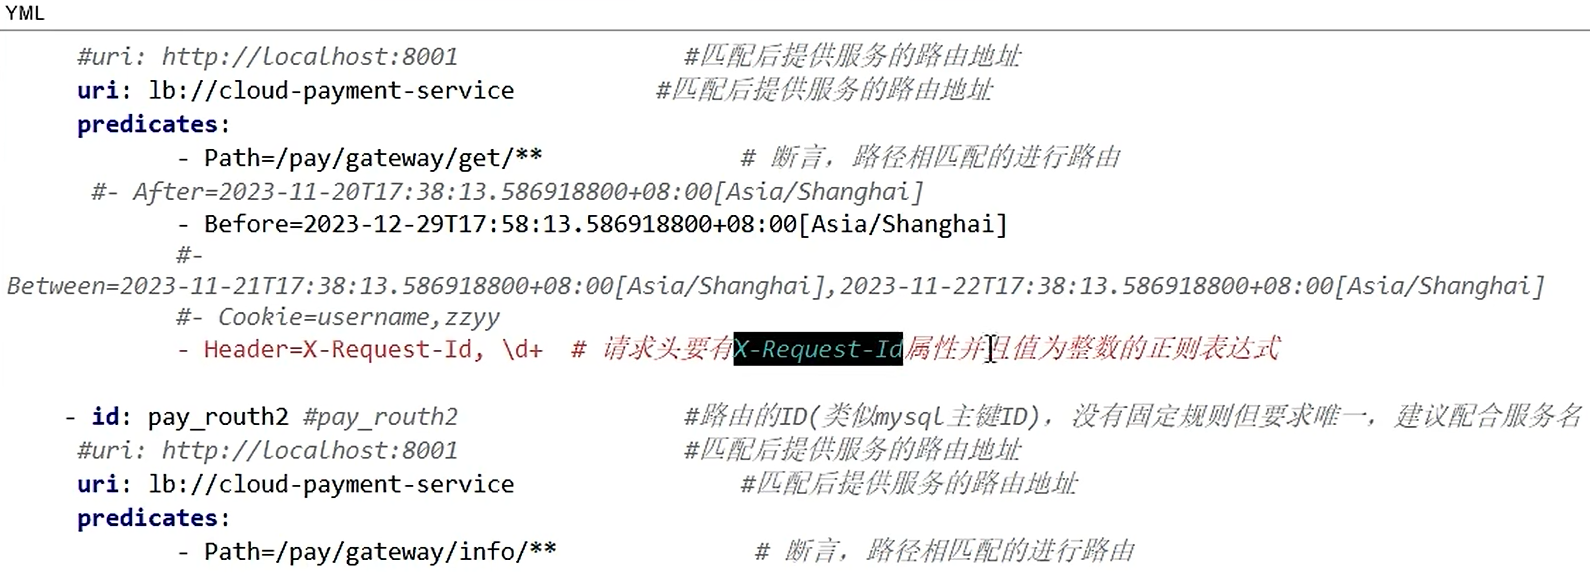 YML
#uri: http://localhost:8001 #匹配后提供服务的路由地址
uri: lb://cloud-payment-service #匹配后提供服务的路由地址
predicates:
- Path=/pay/gateway/get/** # 断言，路径相匹配的进行路由
#- After=2023-11-20T17:38:13.586918800+08:00[Asia/Shanghai]
- Before=2023-12-29T17:58:13.586918800+08:00[Asia/Shanghai]
#-
Between=2023-11-21T17:38:13.586918800+08:00[Asia/Shanghai],2023-11-22T17:38:13.586918800+08:00[Asia/Shanghai]
#- Cookie=username,zzyy
- Header=X-Request-Id, \d+ # 请求头要有X-Request-Id属性并且值为整数的正则表达式
- id: pay_routh2 #pay_routh2 #路由的ID(类似mysql主键ID)，没有固定规则但要求唯一，建议配合服务名
#uri: http://localhost:8001 #匹配后提供服务的路由地址
uri: lb://cloud-payment-service #匹配后提供服务的路由地址
predicates:
- Path=/pay/gateway/info/** # 断言，路径相匹配的进行路由